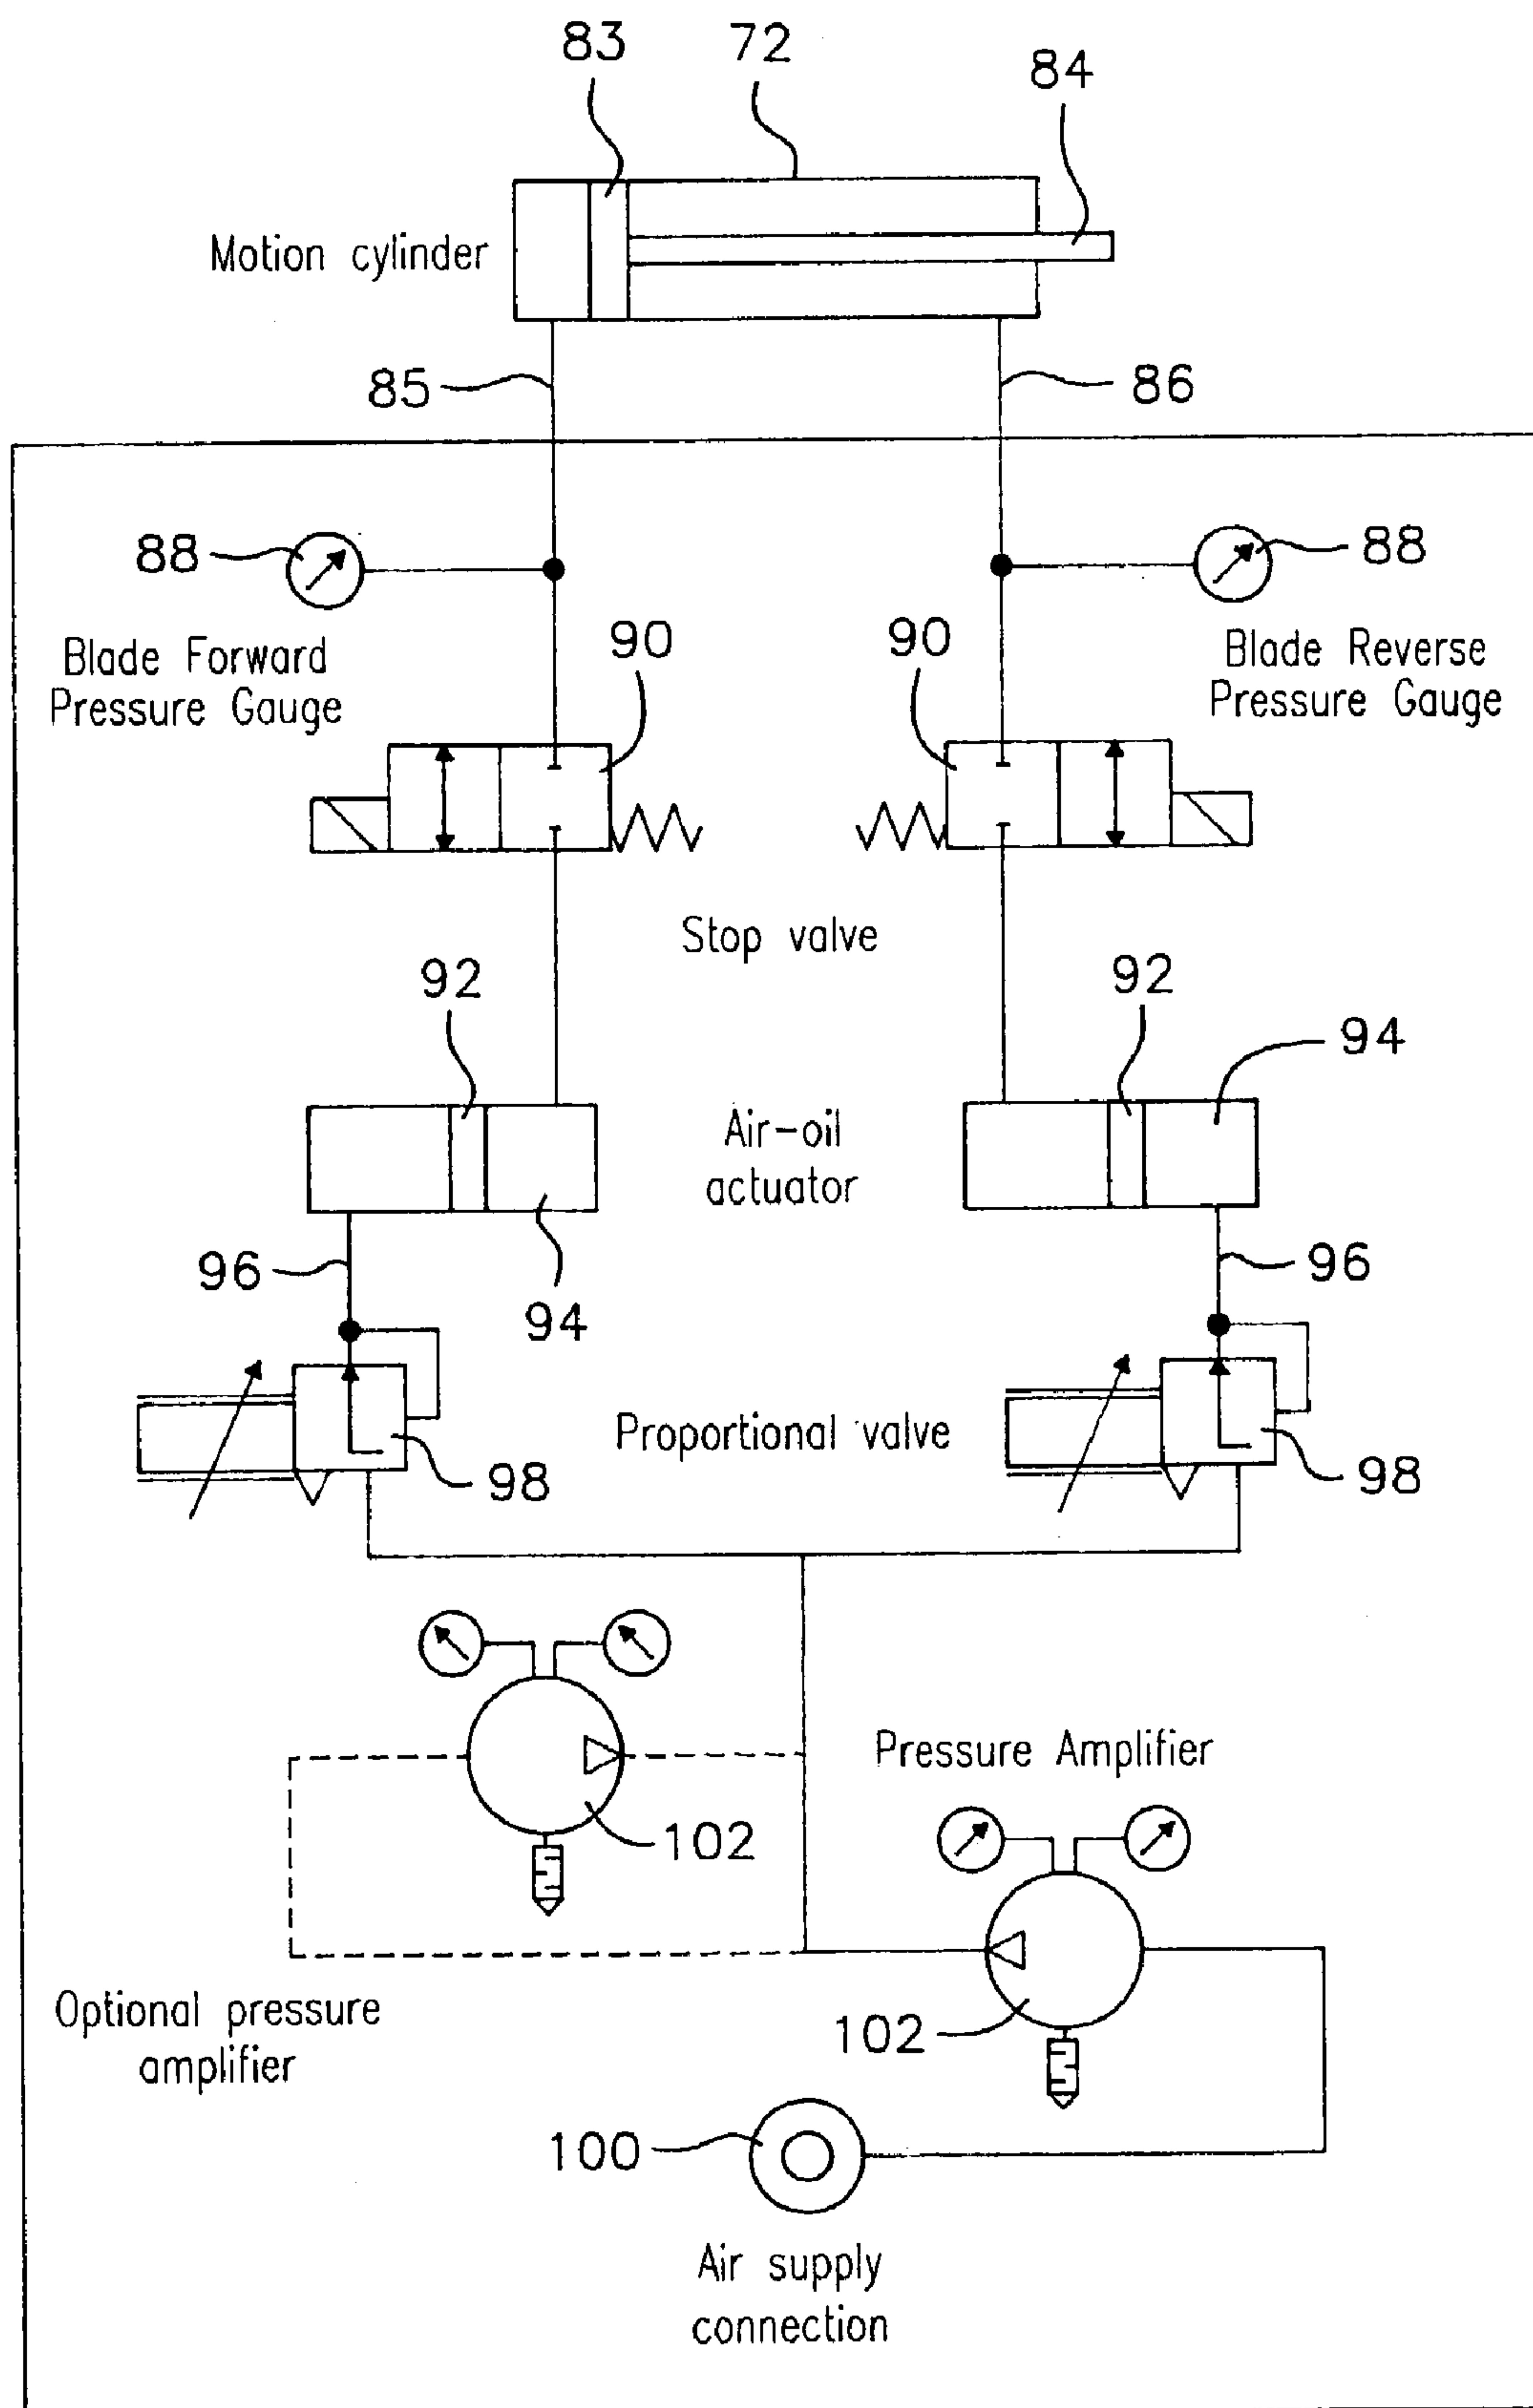 83
72
84
Motion cylinder
85
86
88
88
Blade Forward
Pressure Gauge
90
90
Blade Reverse
Pressure Gauge
Stop valve
92
92
94
Air-oil
actuator
96
94
96
Proportional valve
98
98
Pressure Amplifier
102
Optional pressure
amplifier
102
100
Air supply
connection